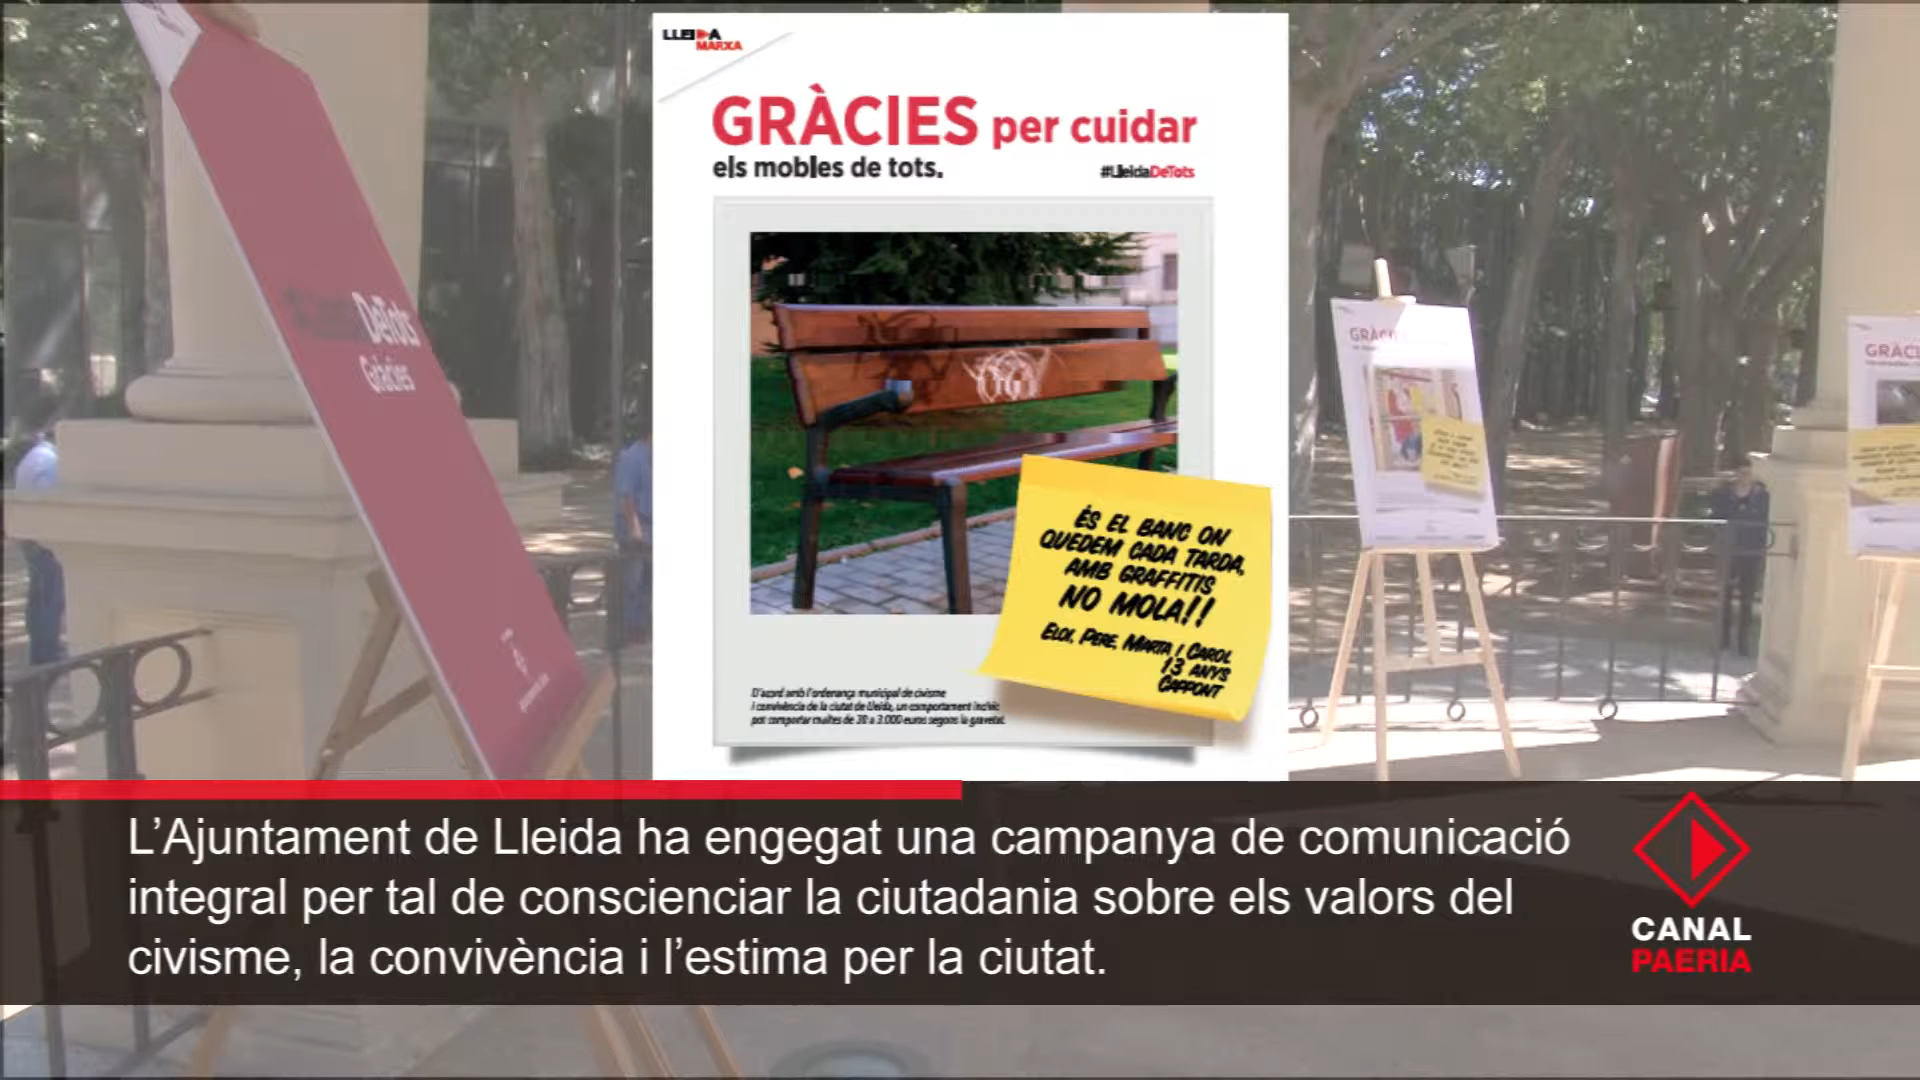 LLEIDA
MARXA
GRÀCIES per cuidar
els mobles de tots.
#LleidaDeTots
ÉS EL BANC ON
QUEDEM CADA TARDA,
AMB GRAFFITIS
NO MOLA!!
ELOI, PERE, MARTA I CAROL
13 ANYS
CAPPONT
D'acord amb l'ordenança municipal de civisme
i convivència de la ciutat de Lleida, un comportament incívic
pot comportar multes de 30 a 3.000 euros segons la gravetat.
DeTots
Gràcies
GRÀCI
GRÀCI
L'Ajuntament de Lleida ha engegat una campanya de comunicació
integral per tal de conscienciar la ciutadania sobre els valors del
civisme, la convivència i l'estima per la ciutat.
CANAL
PAERIA